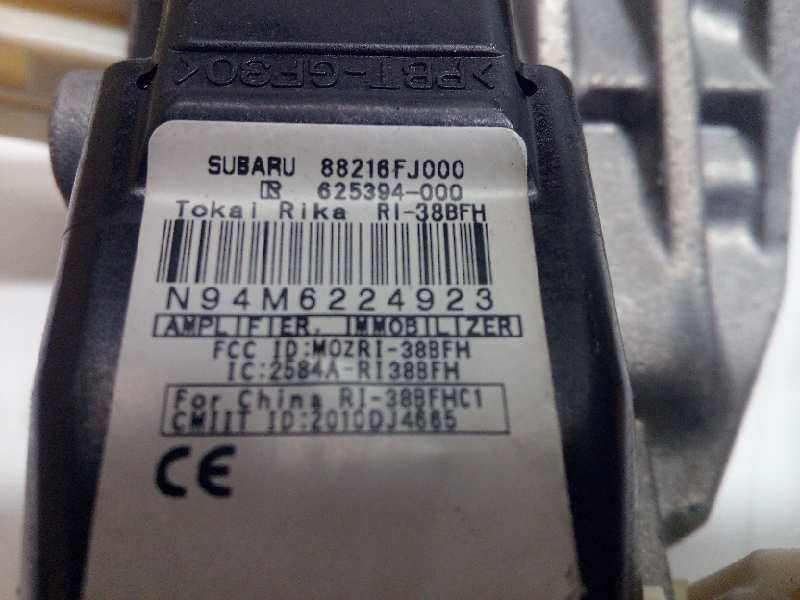 >PBT-GF30<
SUBARU 88216FJ000
625394-000
Tokai Rika RI-38BFH
N94M6224923
AMPLIFIER, IMMOBILIZER
FCC ID:MOZRI-38BFH
IC:2584A-RI38BFH
For China RI-38BFHC1
CMIIT ID:2010DJ4665
CE